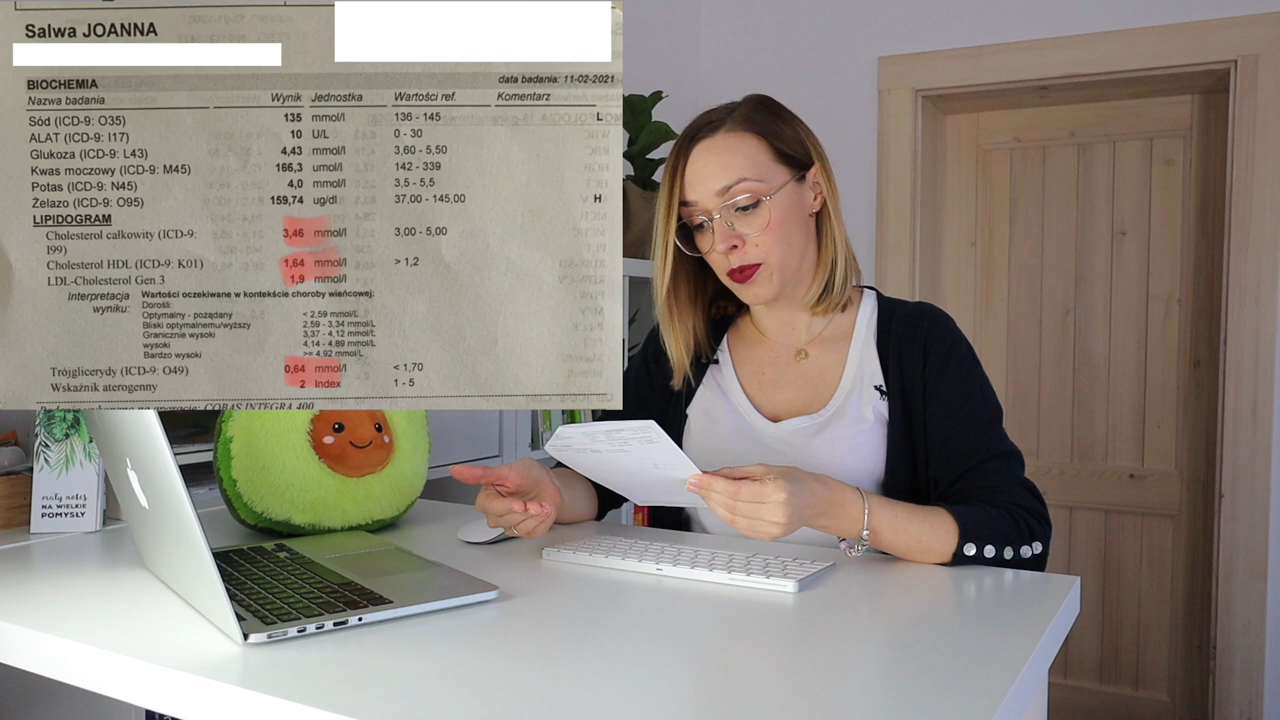 Salwa JOANNA
BIOCHEMIA data badania: 11-02-2021
Nazwa badania Wynik Jednostka Wartości ref. Komentarz
Sód (ICD-9: O35) 135 mmol/l 136 - 145 L
ALAT (ICD-9: I17) 10 U/L 0 - 30
Glukoza (ICD-9: L43) 4,43 mmol/l 3,60 - 5,50
Kwas moczowy (ICD-9: M45) 166,3 umol/l 142 - 339
Potas (ICD-9: N45) 4,0 mmol/l 3,5 - 5,5
Żelazo (ICD-9: O95) 159,74 ug/dl 37,00 - 145,00 H
LIPIDOGRAM
Cholesterol całkowity (ICD-9: 3,46 mmol/l 3,00 - 5,00
I99)
Cholesterol HDL (ICD-9: K01) 1,64 mmol/l > 1,2
LDL-Cholesterol Gen.3 1,9 mmol/l
Interpretacja Wartości oczekiwane w kontekście choroby wieńcowej:
wyniku: Dorośli:
Optymalny - pożądany < 2,59 mmol/L
Bliski optymalnemu/wyższy 2,59 - 3,34 mmol/L
Granicznie wysoki 3,37 - 4,12 mmol/L
wysoki 4,14 - 4,89 mmol/L
Bardzo wysoki >= 4,92 mmol/L
Trójglicerydy (ICD-9: O49) 0,64 mmol/l < 1,70
Wskaźnik aterogenny 2 Index 1 - 5
COBAS INTEGRA 400
małe notes
NA WIELKIE
POMYSŁY